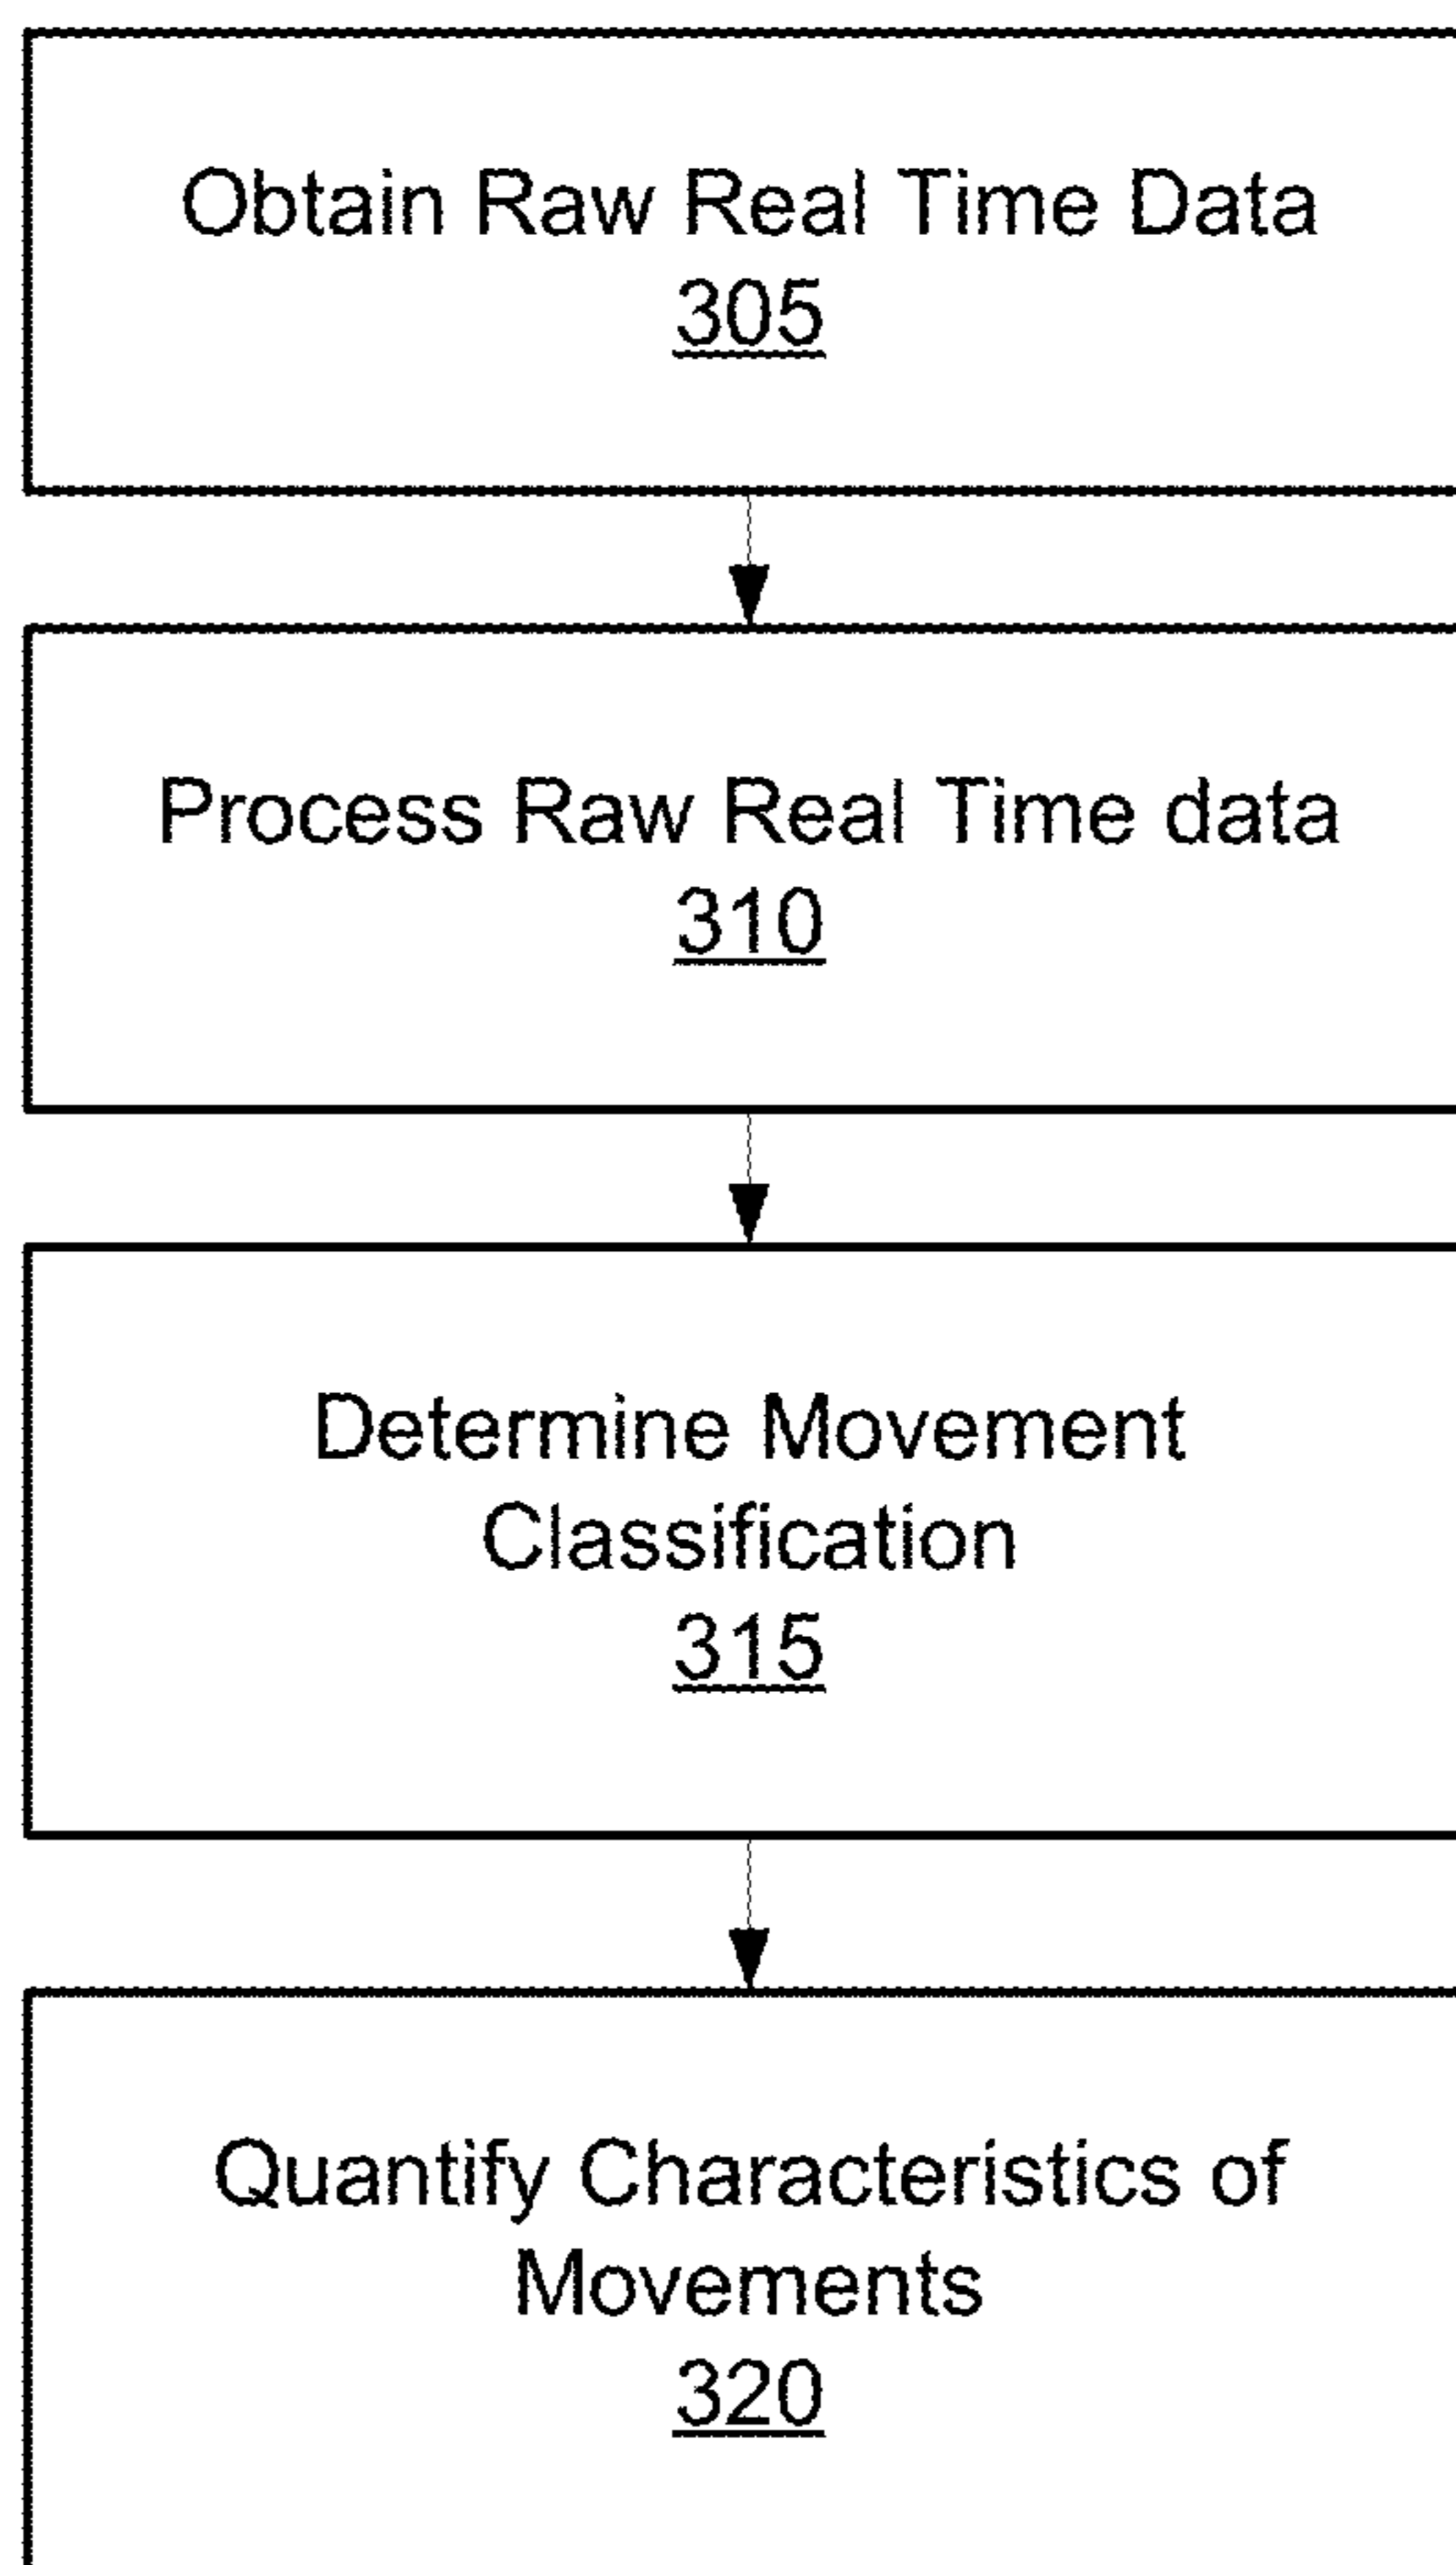 Obtain Raw Real Time Data
305
Process Raw Real Time data
310
Determine Movement
Classification
315
Quantify Characteristics of
Movements
320